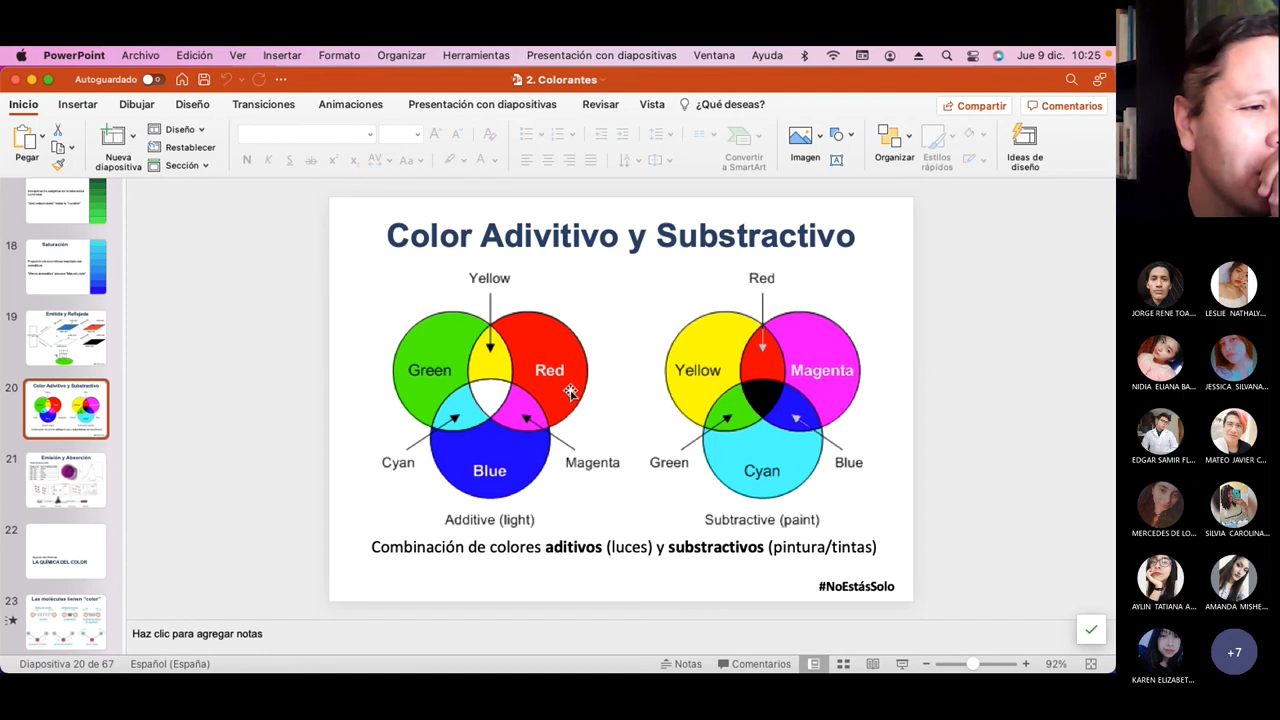 PowerPoint Archivo Edición Ver Insertar Formato Organizar Herramientas Presentación con diapositivas Ventana Ayuda Jue 9 dic. 10:25
Autoguardado 2. Colorantes
Inicio Insertar Dibujar Diseño Transiciones Animaciones Presentación con diapositivas Revisar Vista ¿Qué deseas? Compartir Comentarios
Pegar
Nueva diapositiva
Diseño
Restablecer
Sección
N K S ab x² x₂ AV Aa A
Convertir a SmartArt
Imagen
Organizar
Estilos rápidos
Ideas de diseño
18
Saturación
19
Emitida y Reflejada
20
Color Adivitivo y Substractivo
21
Emisión y Absorción
22
LA QUÍMICA DEL COLOR
23
Las moléculas tienen "color"
Color Adivitivo y Substractivo
Yellow
Green
Red
Cyan
Blue
Magenta
Additive (light)
Red
Yellow
Magenta
Green
Cyan
Blue
Subtractive (paint)
Combinación de colores aditivos (luces) y substractivos (pintura/tintas)
#NoEstásSolo
Haz clic para agregar notas
Diapositiva 20 de 67 Español (España) Notas Comentarios 92%
JORGE RENE TOA...
LESLIE NATHALY...
NIDIA ELIANA BA...
JESSICA SILVANA...
EDGAR SAMIR FL...
MATEO JAVIER C...
MERCEDES DE LO...
SILVIA CAROLINA...
AYLIN TATIANA A...
AMANDA MISHE...
KAREN ELIZABET...
+7